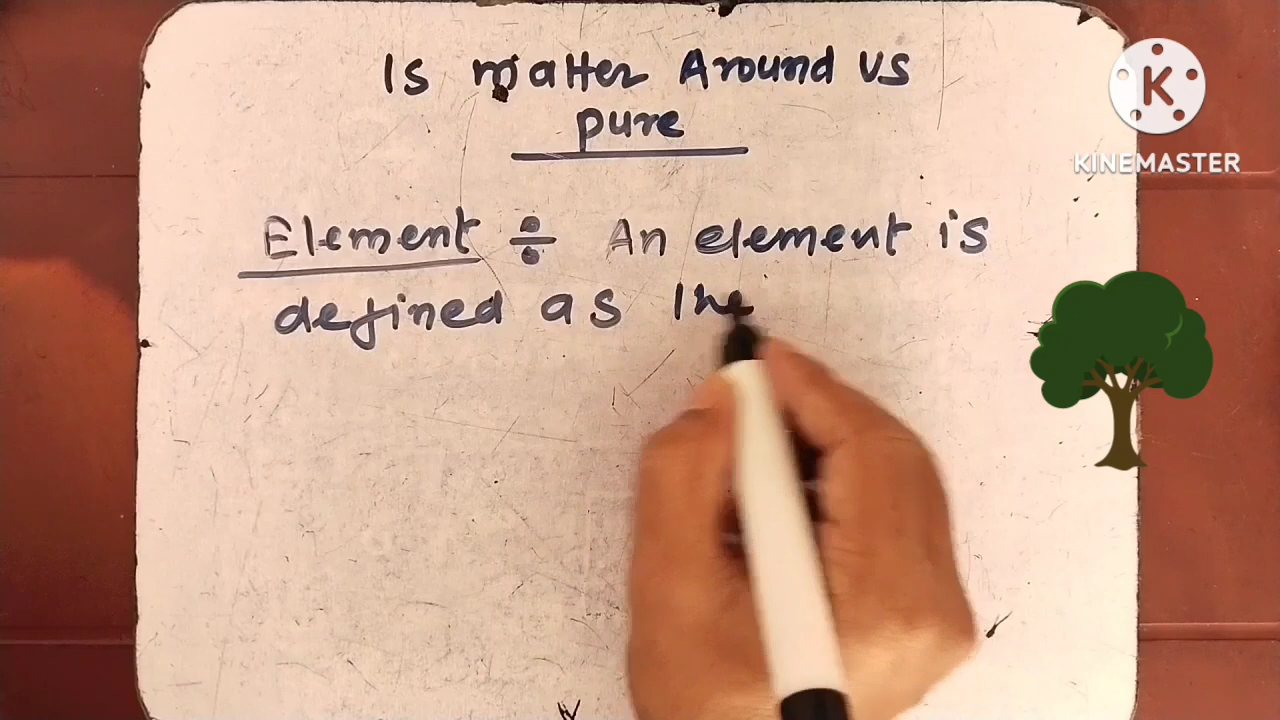 Is matter Around us
pure
Element ÷ An element is
defined as the
K
KINEMASTER